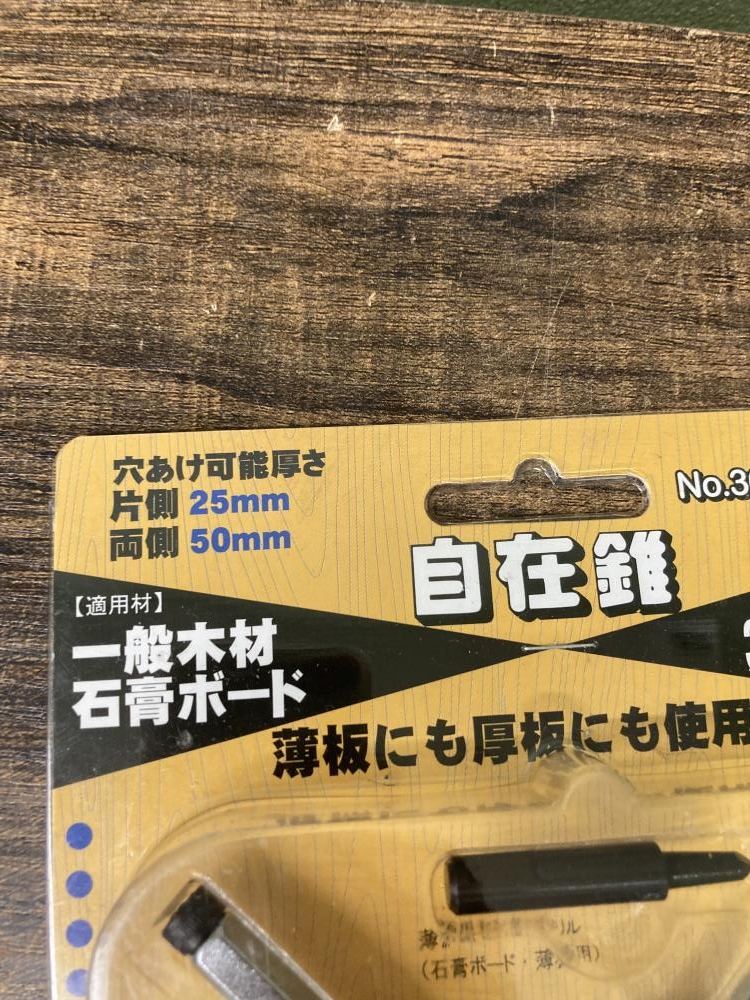 穴あけ可能厚さ
片側 25mm
両側 50mm
No.3
自在錐
【適用材】
一般木材
石膏ボード
薄板にも厚板にも使用
ル
(石膏ボード・薄 用)